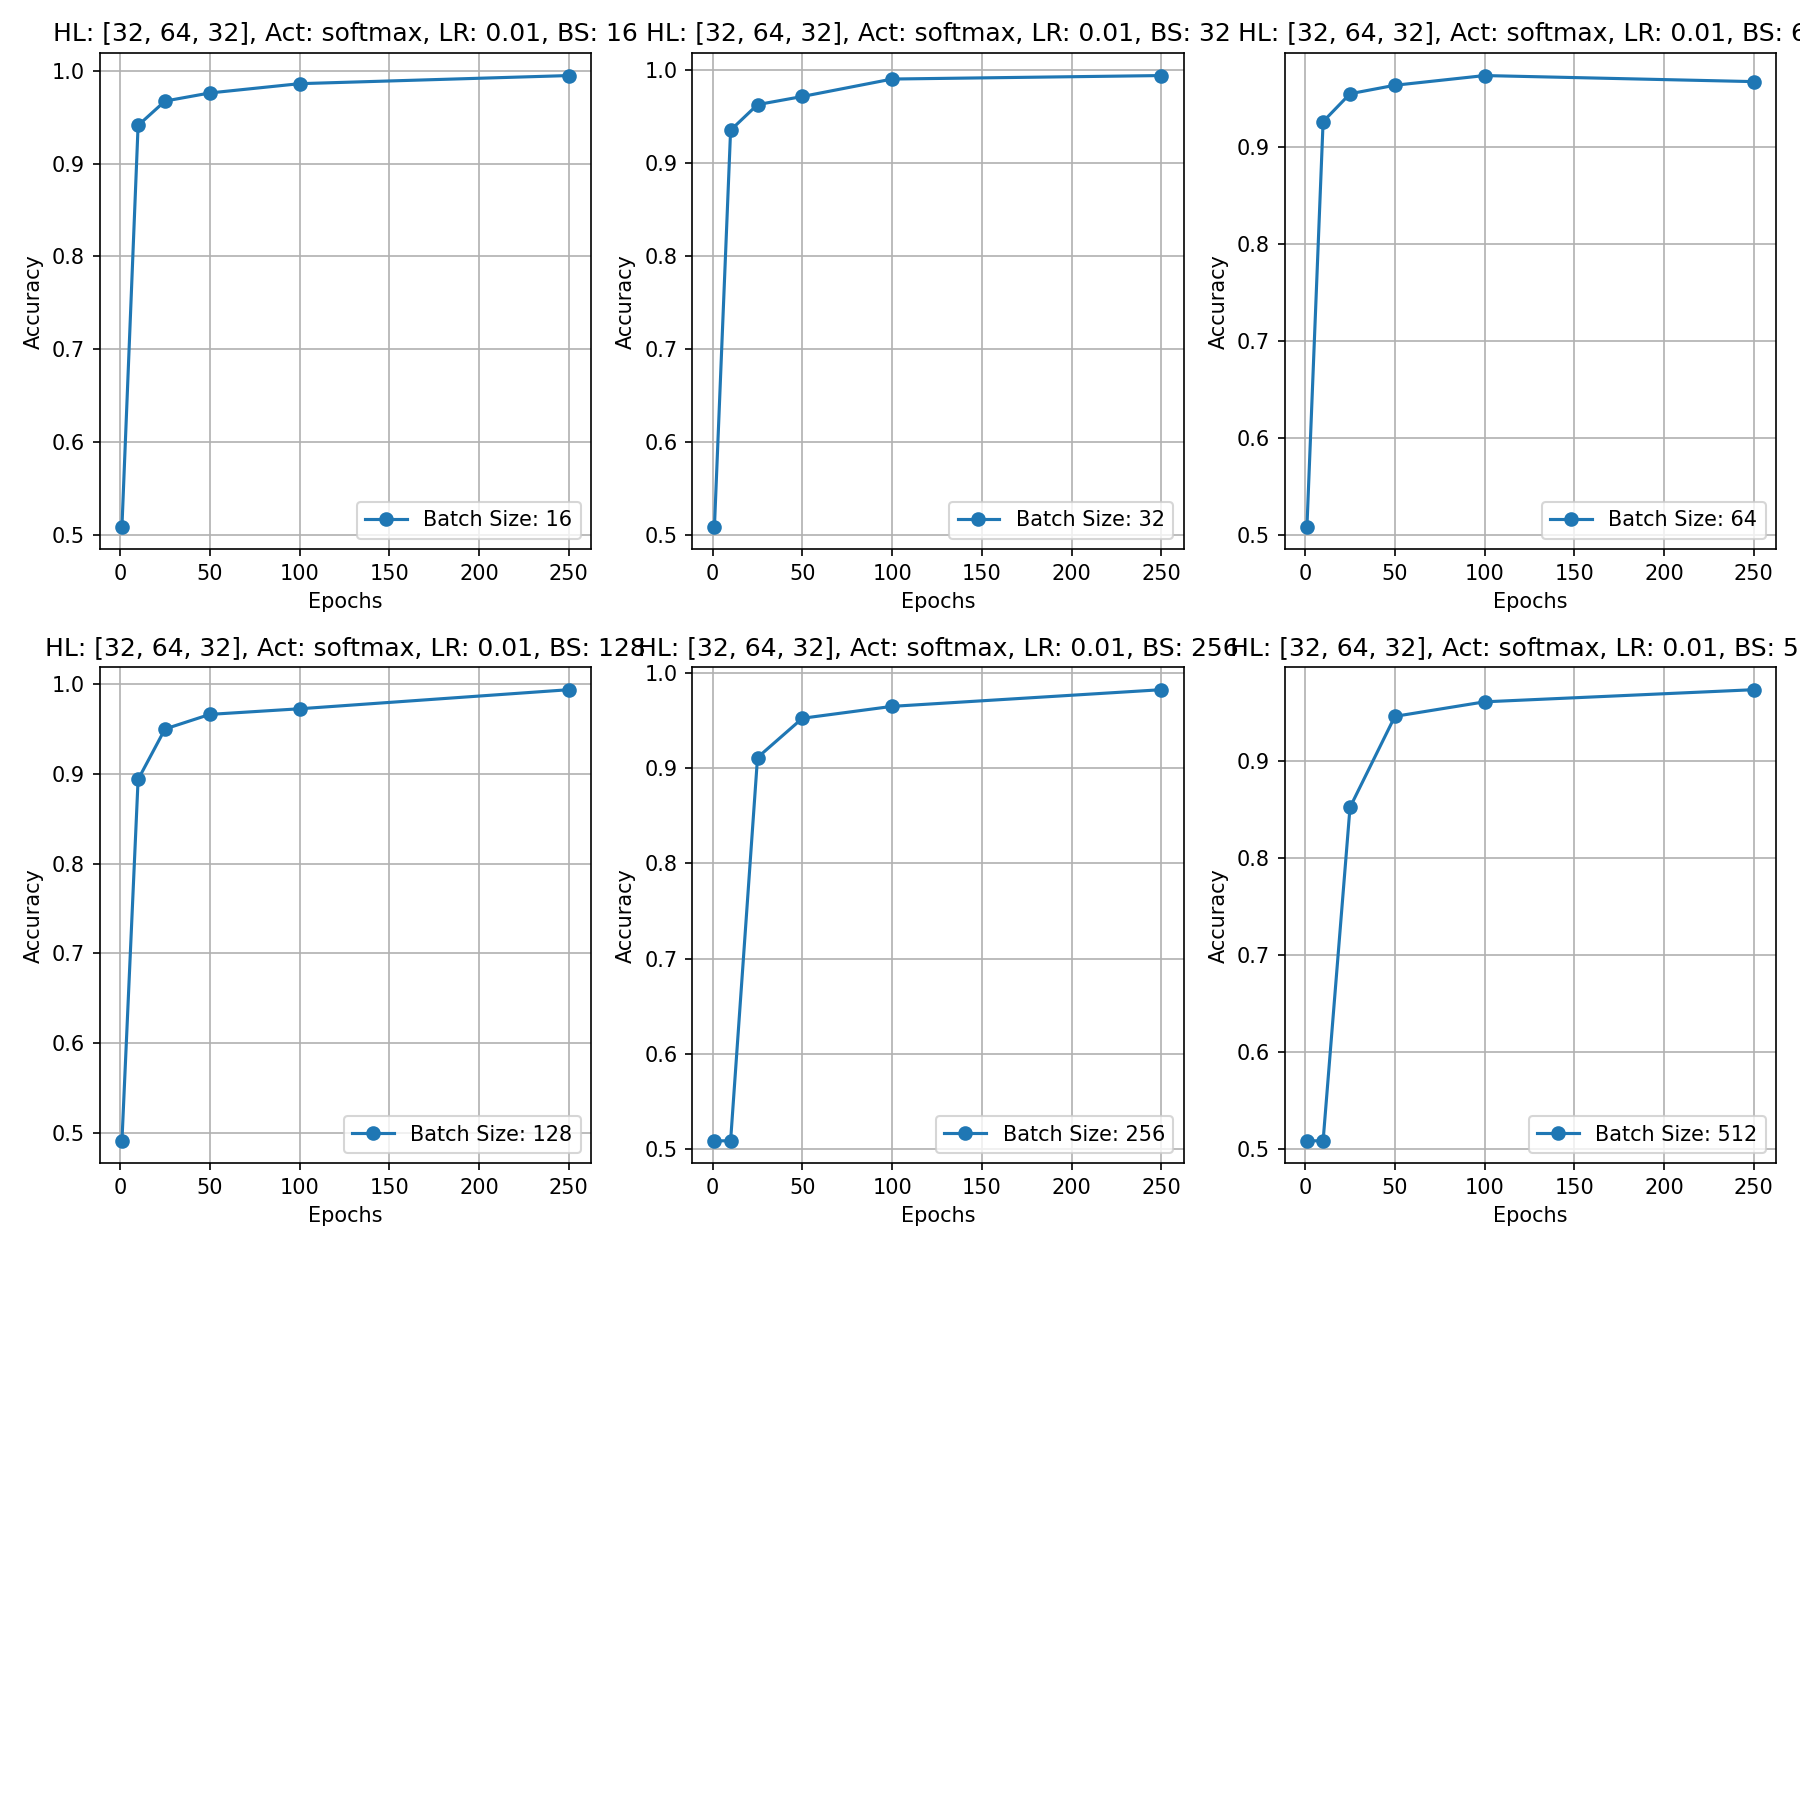 HL: [32, 64, 32], Act: softmax, LR: 0.01, BS: 16
1.0
0.9
0.8
0.7
0.6
0.5
Accuracy
Batch Size: 16
0 50 100 150 200 250
Epochs
HL: [32, 64, 32], Act: softmax, LR: 0.01, BS: 32
1.0
0.9
0.8
0.7
0.6
0.5
Accuracy
Batch Size: 32
0 50 100 150 200 250
Epochs
HL: [32, 64, 32], Act: softmax, LR: 0.01, BS: 6
0.9
0.8
0.7
0.6
0.5
Accuracy
Batch Size: 64
0 50 100 150 200 250
Epochs
HL: [32, 64, 32], Act: softmax, LR: 0.01, BS: 128
1.0
0.9
0.8
0.7
0.6
0.5
Accuracy
Batch Size: 128
0 50 100 150 200 250
Epochs
HL: [32, 64, 32], Act: softmax, LR: 0.01, BS: 256
1.0
0.9
0.8
0.7
0.6
0.5
Accuracy
Batch Size: 256
0 50 100 150 200 250
Epochs
HL: [32, 64, 32], Act: softmax, LR: 0.01, BS: 5
0.9
0.8
0.7
0.6
0.5
Accuracy
Batch Size: 512
0 50 100 150 200 250
Epochs